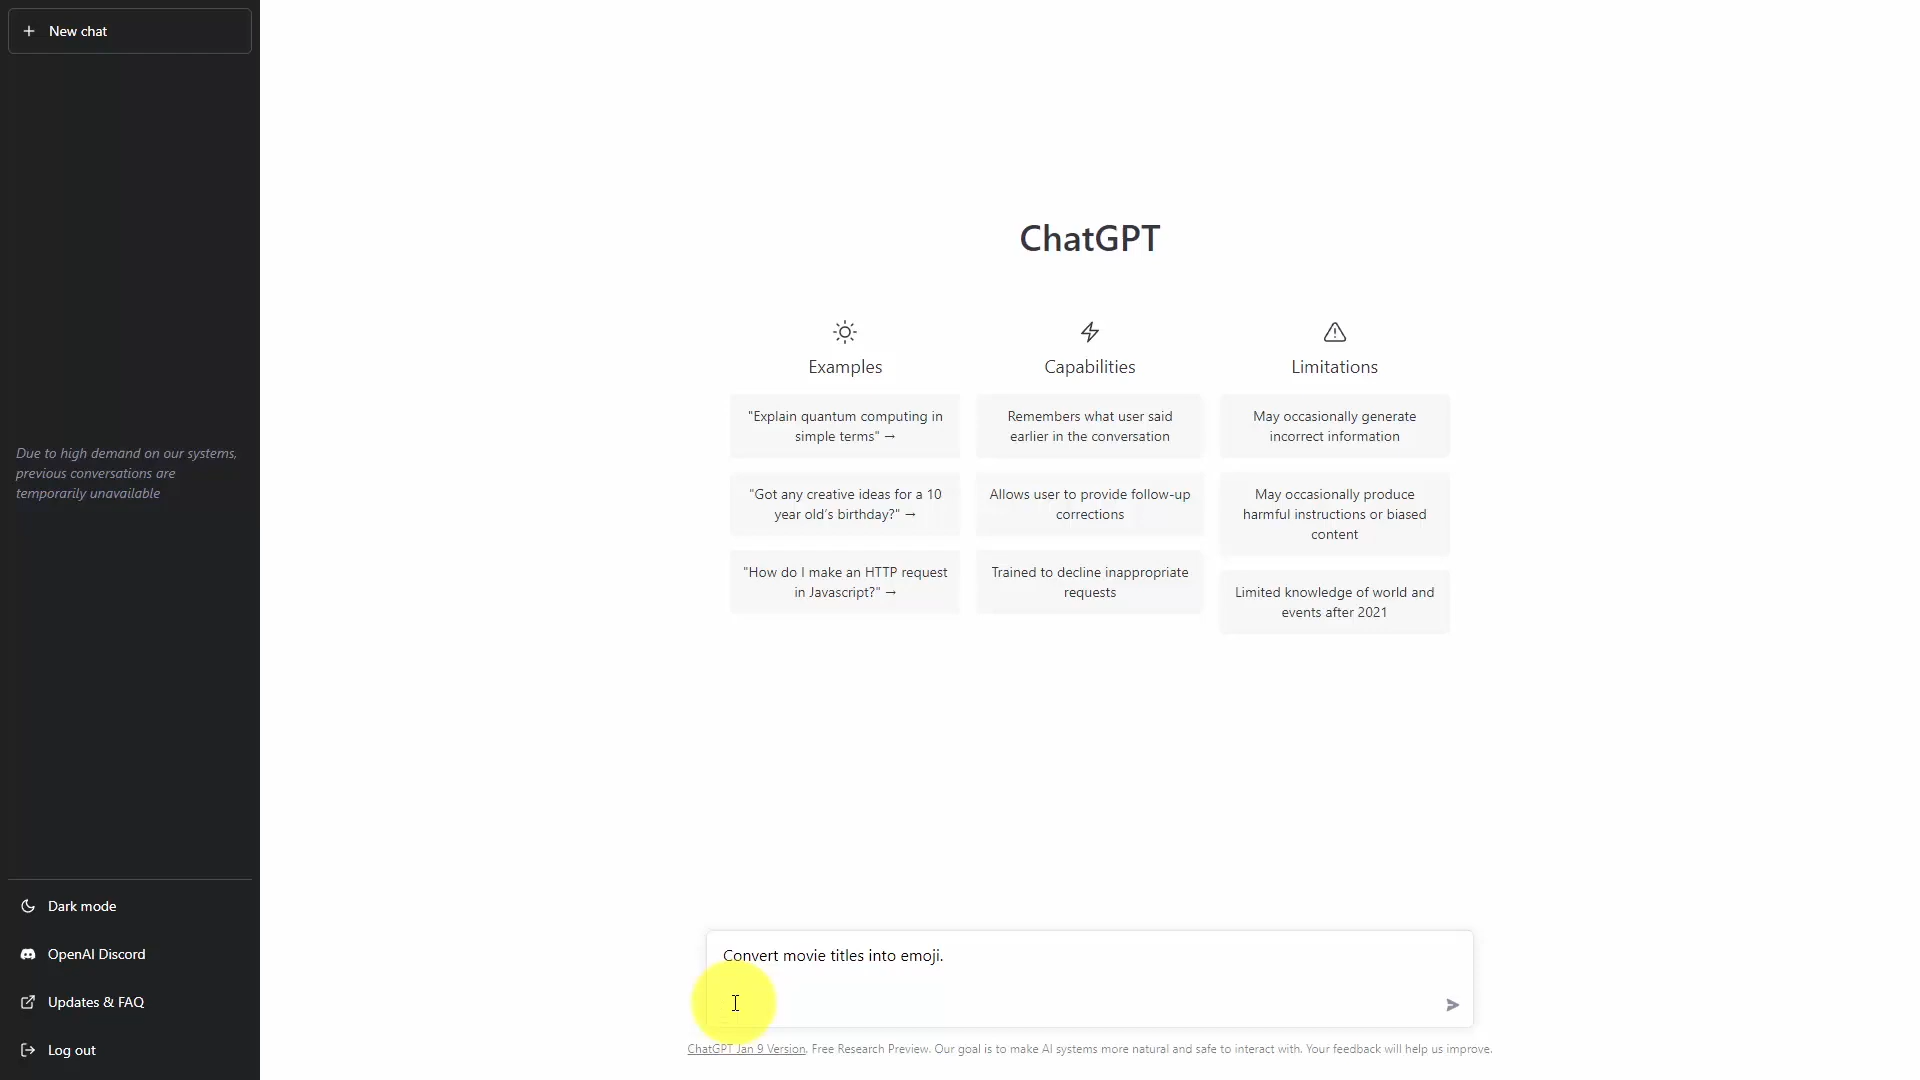 New chat
Due to high demand on our systems,
previous conversations are
temporarily unavailable
Dark mode
OpenAI Discord
Updates & FAQ
Log out
ChatGPT
Examples
"Explain quantum computing in
simple terms" →
"Got any creative ideas for a 10
year old's birthday?" →
"How do I make an HTTP request
in Javascript?" →
Capabilities
Remembers what user said
earlier in the conversation
Allows user to provide follow-up
corrections
Trained to decline inappropriate
requests
Limitations
May occasionally generate
incorrect information
May occasionally produce
harmful instructions or biased
content
Limited knowledge of world and
events after 2021
Convert movie titles into emoji.
ChatGPT Jan 9 Version. Free Research Preview. Our goal is to make AI systems more natural and safe to interact with. Your feedback will help us improve.